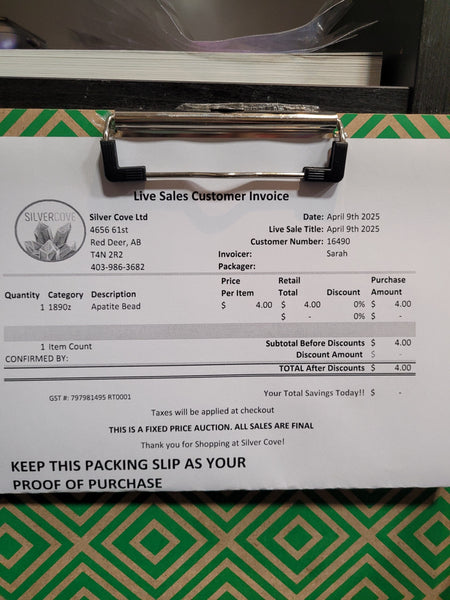 Live Sales Customer Invoice
SILVERCOVE
Silver Cove Ltd
4656 61st
Red Deer, AB
T4N 2R2
403-986-3682
Date: April 9th 2025
Live Sale Title: April 9th 2025
Customer Number: 16490
Invoicer: Sarah
Packager:
Quantity Category Description Price Per Item Retail Total Discount Purchase Amount
1 1890z Apatite Bead $ 4.00 $ 4.00 0% $ 4.00
$ - 0% $ -
1 Item Count Subtotal Before Discounts $ 4.00
Discount Amount $ -
CONFIRMED BY:
TOTAL After Discounts $ 4.00
GST #: 797981495 RT0001 Your Total Savings Today!! $ -
Taxes will be applied at checkout
THIS IS A FIXED PRICE AUCTION. ALL SALES ARE FINAL
Thank you for Shopping at Silver Cove!
KEEP THIS PACKING SLIP AS YOUR
PROOF OF PURCHASE